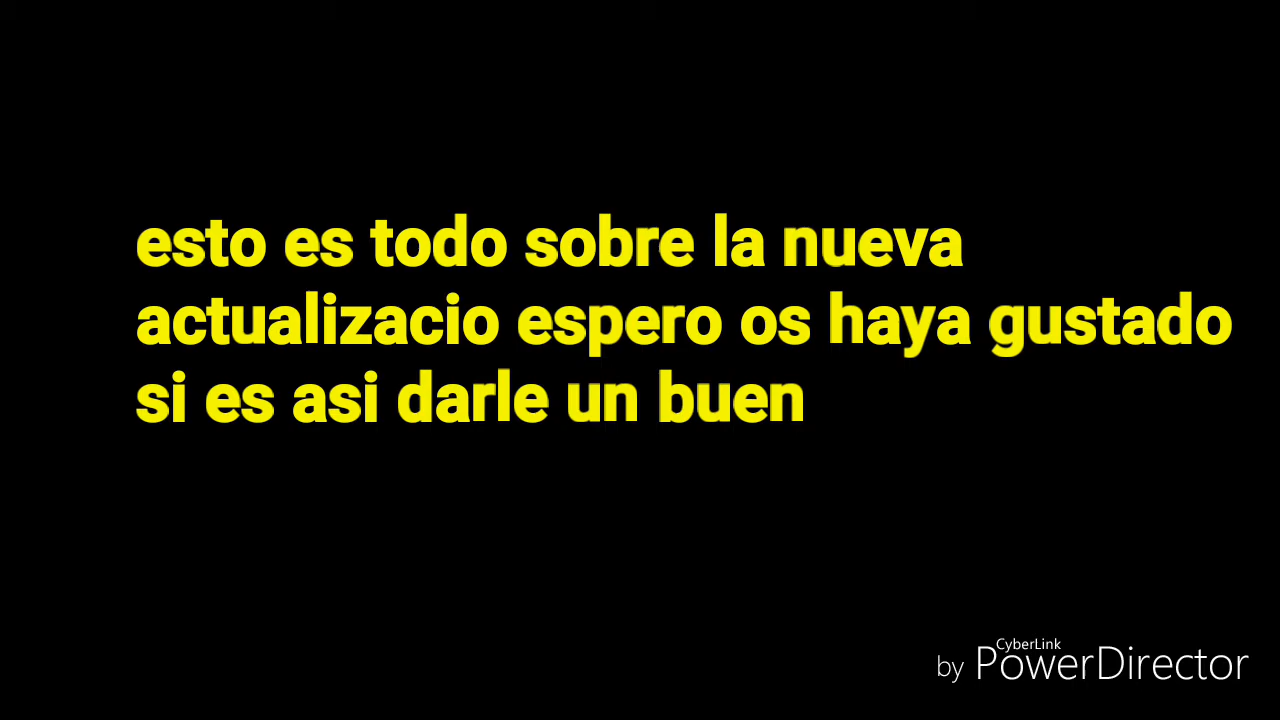 esto es todo sobre la nueva
actualizacio espero os haya gustado
si es asi darle un buen
CyberLink
by PowerDirector